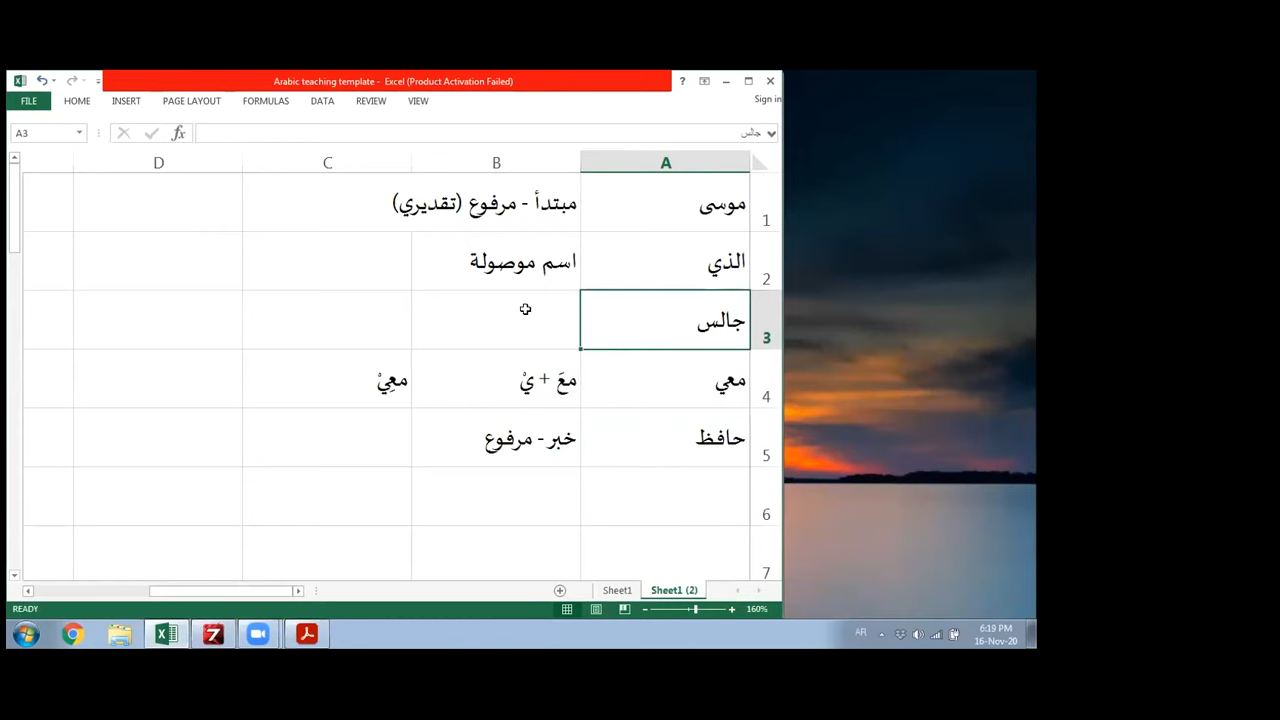 Arabic teaching template - Excel (Product Activation Failed)
?
FILE HOME INSERT PAGE LAYOUT FORMULAS DATA REVIEW VIEW
Sign in
A3 fx جالس
D C B A
1 موسى مبتدأ - مرفوع (تقديري)
2 الذي اسم موصولة
3 جالس
4 معي معَ + يْ معِيْ
5 حافظ خبر - مرفوع
6
7
Sheet1 Sheet1 (2)
READY 160%
AR 6:19 PM
16-Nov-20